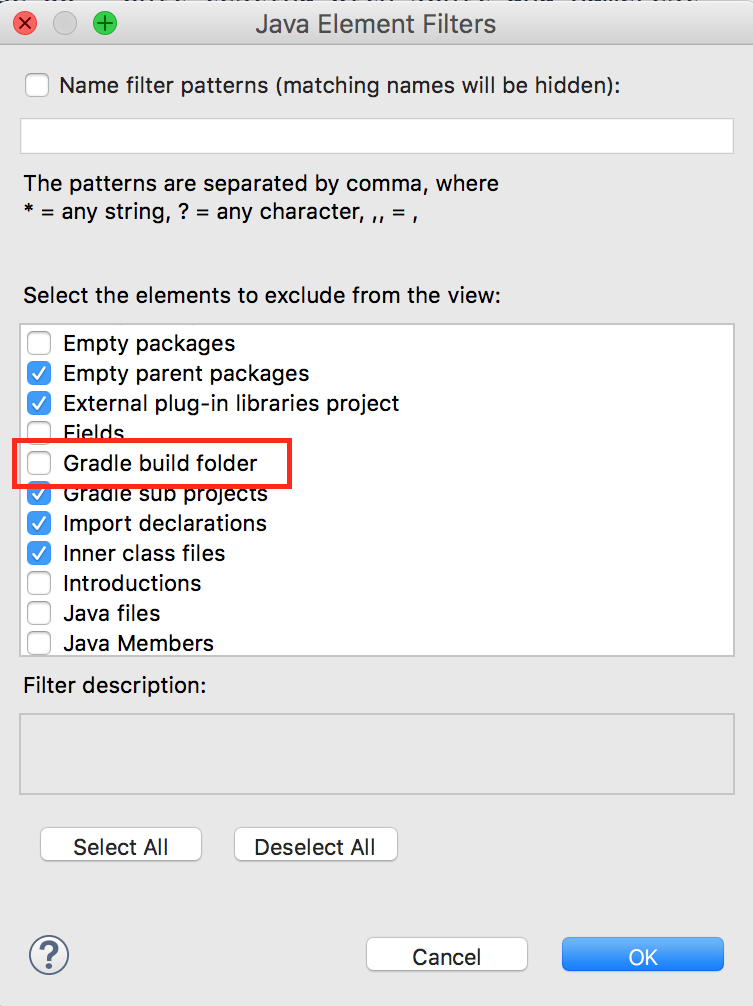 Java Element Filters
Name filter patterns (matching names will be hidden):
The patterns are separated by comma, where
* = any string, ? = any character, ,, = ,
Select the elements to exclude from the view:
Empty packages
Empty parent packages
External plug-in libraries project
Fields
Gradle build folder
Gradle sub projects
Import declarations
Inner class files
Introductions
Java files
Java Members
Filter description:
Select All
Deselect All
?
Cancel
OK